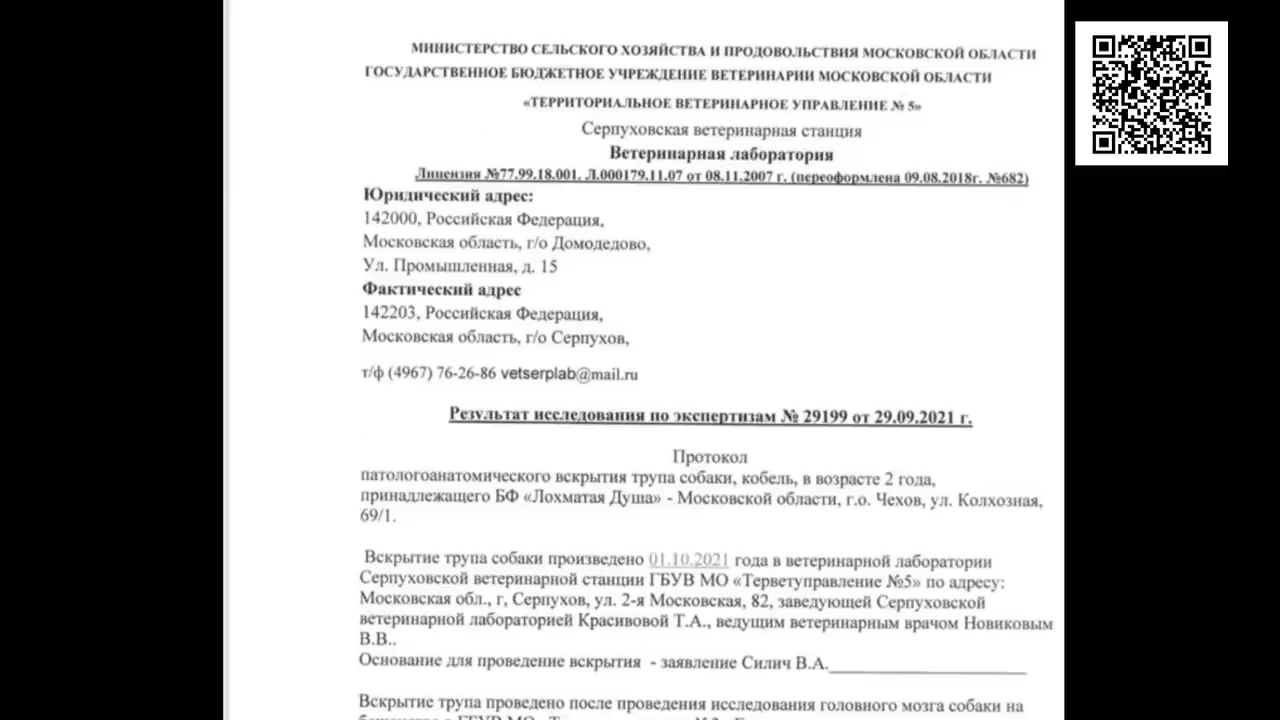 МИНИСТЕРСТВО СЕЛЬСКОГО ХОЗЯЙСТВА И ПРОДОВОЛЬСТВИЯ МОСКОВСКОЙ ОБЛАСТИ
ГОСУДАРСТВЕННОЕ БЮДЖЕТНОЕ УЧРЕЖДЕНИЕ ВЕТЕРИНАРИИ МОСКОВСКОЙ ОБЛАСТИ
«ТЕРРИТОРИАЛЬНОЕ ВЕТЕРИНАРНОЕ УПРАВЛЕНИЕ № 5»
Серпуховская ветеринарная станция
Ветеринарная лаборатория
Лицензия №77.99.18.001. Л.000179.11.07 от 08.11.2007 г. (переоформлена 09.08.2018г. №682)
Юридический адрес:
142000, Российская Федерация,
Московская область, г/о Домодедово,
Ул. Промышленная, д. 15
Фактический адрес
142203, Российская Федерация,
Московская область, г/о Серпухов,
т/ф (4967) 76-26-86 vetserplab@mail.ru
Результат исследования по экспертизам № 29199 от 29.09.2021 г.
Протокол
патологоанатомического вскрытия трупа собаки, кобель, в возрасте 2 года,
принадлежащего БФ «Лохматая Душа» - Московской области, г.о. Чехов, ул. Колхозная,
69/1.
Вскрытие трупа собаки произведено 01.10.2021 года в ветеринарной лаборатории
Серпуховской ветеринарной станции ГБУВ МО «Терветуправление №5» по адресу:
Московская обл., г, Серпухов, ул. 2-я Московская, 82, заведующей Серпуховской
ветеринарной лабораторией Красивовой Т.А., ведущим ветеринарным врачом Новиковым
В.В..
Основание для проведение вскрытия - заявление Силич В.А.
Вскрытие трупа проведено после проведения исследования головного мозга собаки на